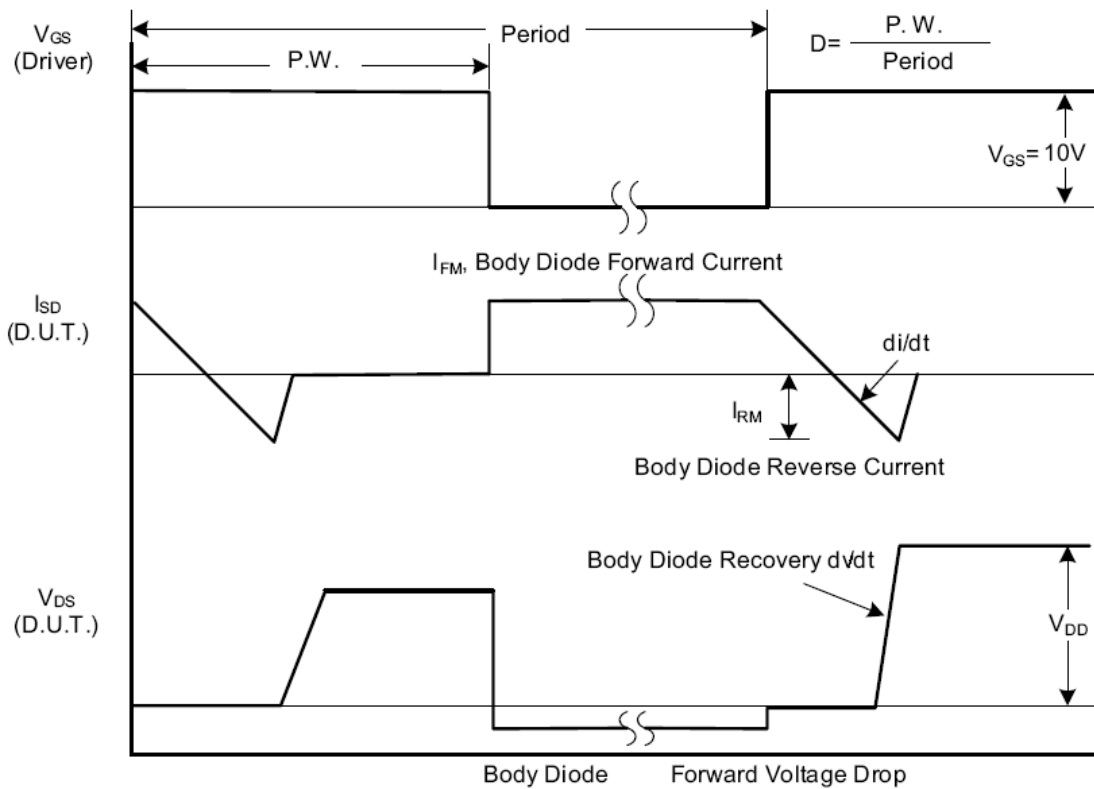 VGS
(Driver)
Period
P.W.
D= P. W.
Period
VGS= 10V
IFM, Body Diode Forward Current
ISD
(D.U.T.)
di/dt
IRM
Body Diode Reverse Current
Body Diode Recovery dv/dt
VDS
(D.U.T.)
VDD
Body Diode Forward Voltage Drop